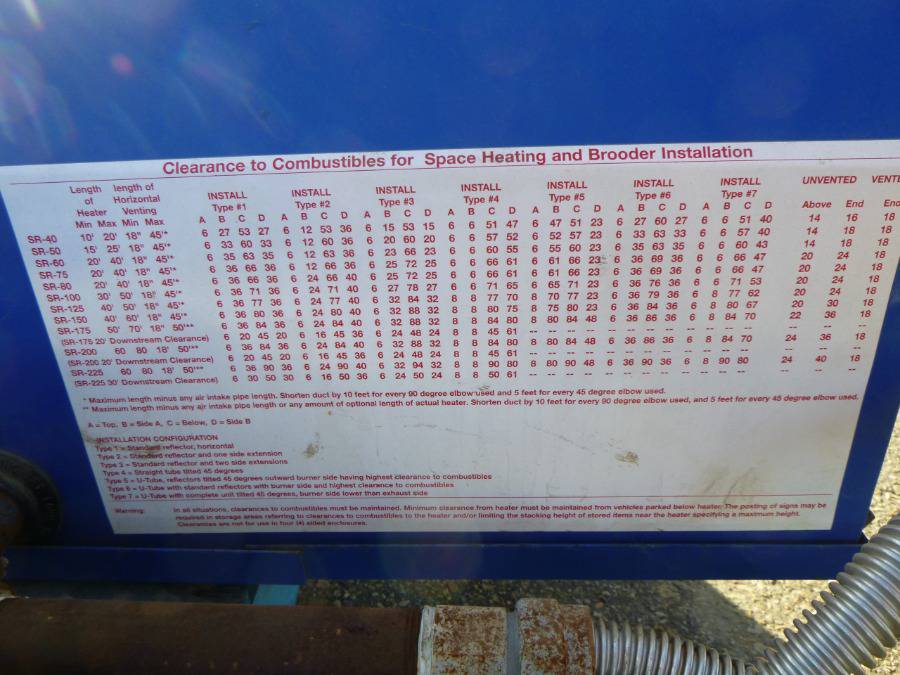 Clearance to Combustibles for Space Heating and Brooder Installation
Length length of INSTALL INSTALL INSTALL INSTALL INSTALL INSTALL INSTALL UNVENTED VENTE
of Horizontal Type #1 Type #2 Type #3 Type #4 Type #5 Type #6 Type #7
Heater Venting
Min Max Min Max A B C D A B C D A B C D A B C D A B C D A B C D A B C D Above End End
SR-40 10' 20' 18" 45'* 6 27 53 27 6 12 53 36 6 15 53 15 6 6 51 47 6 47 51 23 6 27 60 27 6 6 51 40 14 16 18
SR-50 15' 25' 18" 45'* 6 33 60 33 6 12 60 36 6 20 60 20 6 6 57 52 6 52 57 23 6 33 63 33 6 6 57 40 14 18 18
SR-60 20' 40' 18" 45'* 6 35 63 35 6 12 63 36 6 23 66 23 6 6 60 55 6 55 60 23 6 35 63 35 6 6 60 43 14 18 18
SR-75 20' 40' 18" 45'* 6 36 66 36 6 12 66 36 6 25 72 25 6 6 66 61 6 61 66 23 6 36 69 36 6 6 66 47 20 24 18
SR-80 20' 40' 18" 45'* 6 36 66 36 6 24 66 40 6 25 72 25 6 6 66 61 6 61 66 23 6 36 69 36 6 6 66 47 20 24 18
SR-100 30' 50' 18" 45'* 6 36 71 36 6 24 71 40 6 27 78 27 6 6 71 65 6 65 71 23 6 36 76 36 6 6 71 53 20 24 18
SR-125 40' 50' 18" 45'* 6 36 77 36 6 24 77 40 6 32 84 32 8 8 77 70 8 70 77 23 6 36 79 36 6 8 77 62 20 24 18
SR-150 40' 60' 18" 45'* 6 36 80 36 6 24 80 40 6 32 88 32 8 8 80 75 8 75 80 23 6 36 84 36 6 8 80 67 20 30 18
SR-175 50' 70' 18" 50'** 6 36 84 36 6 24 84 40 6 32 88 32 8 8 84 80 8 80 84 48 6 36 86 36 6 8 84 70 22 36 18
(SR-175 20' Downstream Clearance) 6 20 45 20 6 16 45 36 6 24 48 24 8 8 45 61 -- -- -- -- -- -- -- -- -- -- -- -- -- -- --
SR-200 60 80 18' 50'** 6 36 84 36 6 24 84 40 6 32 88 32 8 8 84 80 8 80 84 48 6 36 86 36 6 8 84 70 24 36 18
(SR-200 20' Downstream Clearance) 6 20 45 20 6 16 45 36 6 24 48 24 8 8 45 61 -- -- -- -- -- -- -- -- -- -- -- -- -- -- --
SR-225 60 80 18' 50'** 6 36 90 36 6 24 90 40 6 32 94 32 8 8 90 80 8 80 90 48 6 36 90 36 6 8 90 80 24 40 18
(SR-225 30' Downstream Clearance) 6 30 50 30 6 16 50 36 6 24 50 24 8 8 50 61 -- -- -- -- -- -- -- -- -- -- -- -- -- -- --
* Maximum length minus any air intake pipe length. Shorten duct by 10 feet for every 90 degree elbow used and 5 feet for every 45 degree elbow used.
** Maximum length minus any air intake pipe length or any amount of optional length of actual heater. Shorten duct by 10 feet for every 90 degree elbow used, and 5 feet for every 45 degree elbow used.
A = Top, B = Side A, C = Below, D = Side B
INSTALLATION CONFIGURATION
Type 1 = Standard reflector, horizontal
Type 2 = Standard reflector and one side extension
Type 3 = Standard reflector and two side extensions
Type 4 = Straight tube tilted 45 degrees
Type 5 = U-Tube, reflectors tilted 45 degrees outward burner side having highest clearance to combustibles
Type 6 = U-Tube with standard reflectors with burner side and highest clearance to combustibles
Type 7 = U-Tube with complete unit tilted 45 degrees, burner side lower than exhaust side
Warning: In all situations, clearances to combustibles must be maintained. Minimum clearance from heater must be maintained from vehicles parked below heater. The posting of signs may be
required in storage areas referring to clearances to combustibles to the heater and/or limiting the stacking height of stored items near the heater specifying a maximum height.
Clearances are not for use in four (4) sided enclosures.